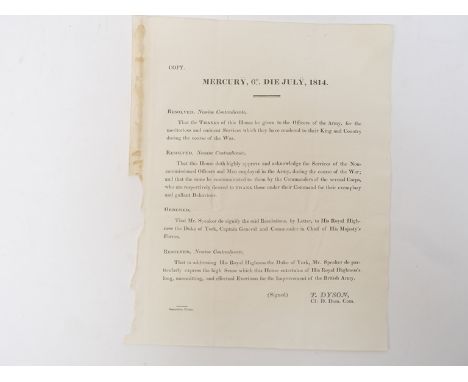 COPY.
MERCURY, 6º. DIE JULY, 1814.
RESOLVED, Nemine Contradicente,
That the THANKS of this House be given to the Officers of the Army, for the
meritorious and eminent Services which they have rendered to their King and Country
during the course of the War.
RESOLVED, Nemine Contradicente,
That this House doth highly approve and acknowledge the Services of the Non-
commissioned Officers and Men employed in the Army, during the course of the War;
and that the same be communicated to them by the Commanders of the several Corps,
who are respectively desired to THANK those under their Command for their exemplary
and gallant Behaviour.
ORDERED,
That Mr. Speaker do signify the said Resolutions, by Letter, to His Royal High-
ness the Duke of York, Captain General and Commander in Chief of His Majesty's
Forces.
RESOLVED, Nemine Contradicente,
That in addressing His Royal Highness the Duke of York, Mr. Speaker do par-
ticularly express the high Sense which this House entertains of His Royal Highness's
long, unremitting, and effectual Exertions for the Improvement of the British Army.
(Signed) T. DYSON,
Cl: D. Dom. Com.